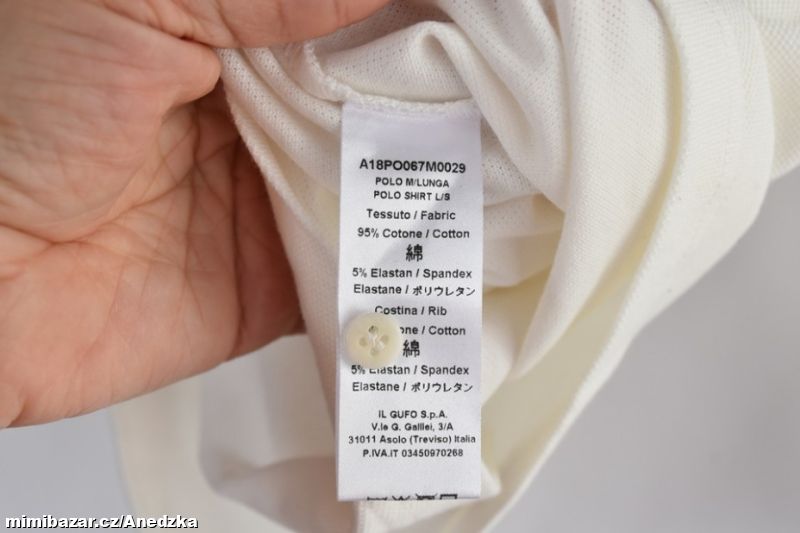 A18PO067M0029
POLO M/LUNGA
POLO SHIRT L/S
Tessuto / Fabric
95% Cotone / Cotton
綿
5% Elastan / Spandex
Elastane / ポリウレタン
Costina / Rib
/ Cotton
綿
5% Elastan / Spandex
Elastane / ポリウレタン
IL GUFO S.p.A.
V.le G. Galilei, 3/A
31011 Asolo (Treviso) Italia
P.IVA.IT 03450970268
mimibazar.cz/Anedzka